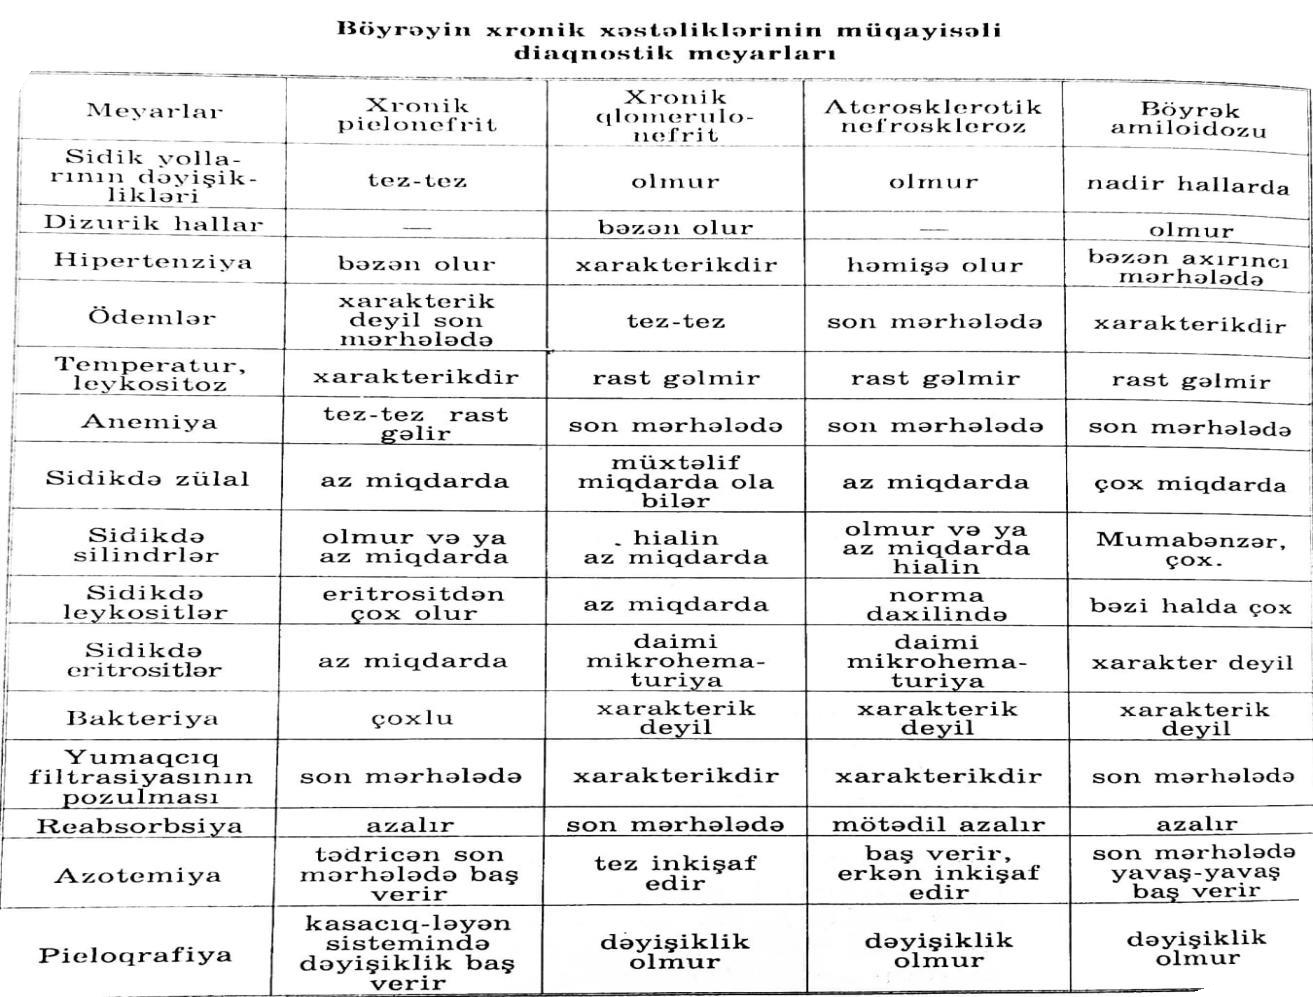 Böyrəyin xronik xəstəliklərinin müqayisəli
diaqnostik meyarları
Meyarlar
Xronik
pielonefrit
Xronik
qlomerulo-
nefrit
Aterosklerotik
nefroskleroz
Böyrək
amiloidozu
Sidik yolla-
rının dəyişik-
likləri
tez-tez
olmur
olmur
nadir hallarda
Dizurik hallar
—
bəzən olur
—
olmur
Hipertenziya
bəzən olur
xarakterikdir
həmişə olur
bəzən axırıncı
mərhələdə
Ödemlər
xarakterik
deyil son
mərhələdə
tez-tez
son mərhələdə
xarakterikdir
Temperatur,
leykositoz
xarakterikdir
rast gəlmir
rast gəlmir
rast gəlmir
Anemiya
tez-tez rast
gəlir
son mərhələdə
son mərhələdə
son mərhələdə
Sidikdə zülal
az miqdarda
müxtəlif
miqdarda ola
bilər
az miqdarda
çox miqdarda
Sidikdə
silindrlər
olmur və ya
az miqdarda
hialin
az miqdarda
olmur və ya
az miqdarda
hialin
Mumabənzər,
çox.
Sidikdə
leykositlər
eritrositdən
çox olur
az miqdarda
norma
daxilində
bəzi halda çox
Sidikdə
eritrositlər
az miqdarda
daimi
mikrohema-
turiya
daimi
mikrohema-
turiya
xarakter deyil
Bakteriya
çoxlu
xarakterik
deyil
xarakterik
deyil
xarakterik
deyil
Yumaqcıq
filtrasiyasının
pozulması
son mərhələdə
xarakterikdir
xarakterikdir
son mərhələdə
Reabsorbsiya
azalır
son mərhələdə
mötədil azalır
azalır
Azotemiya
tədricən son
mərhələdə baş
verir
tez inkişaf
edir
baş verir,
erkən inkişaf
edir
son mərhələdə
yavaş-yavaş
baş verir
Pieloqrafiya
kasacıq-ləyən
sistemində
dəyişiklik baş
verir
dəyişiklik
olmur
dəyişiklik
olmur
dəyişiklik
olmur